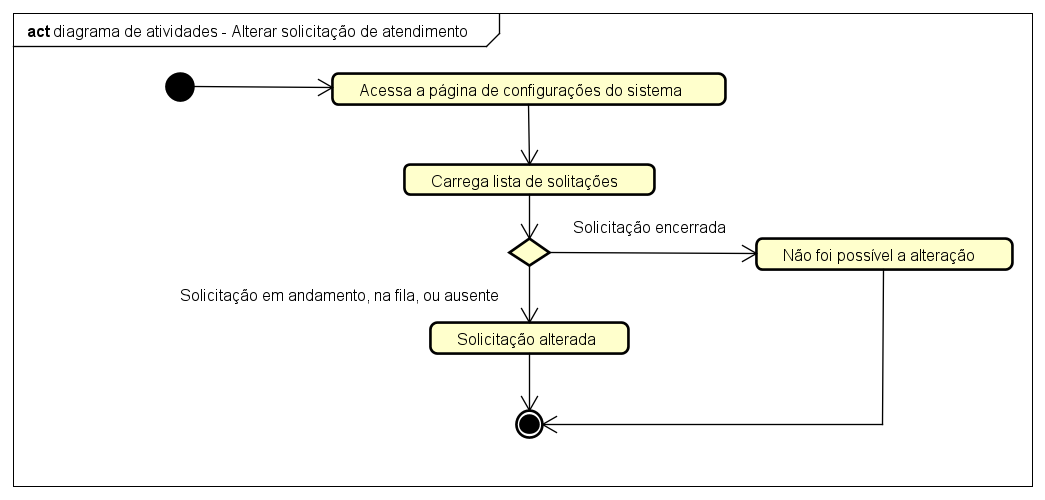 act diagrama de atividades - Alterar solicitação de atendimento
Acessa a página de configurações do sistema
Carrega lista de solitações
Solicitação encerrada
Não foi possível a alteração
Solicitação em andamento, na fila, ou ausente
Solicitação alterada